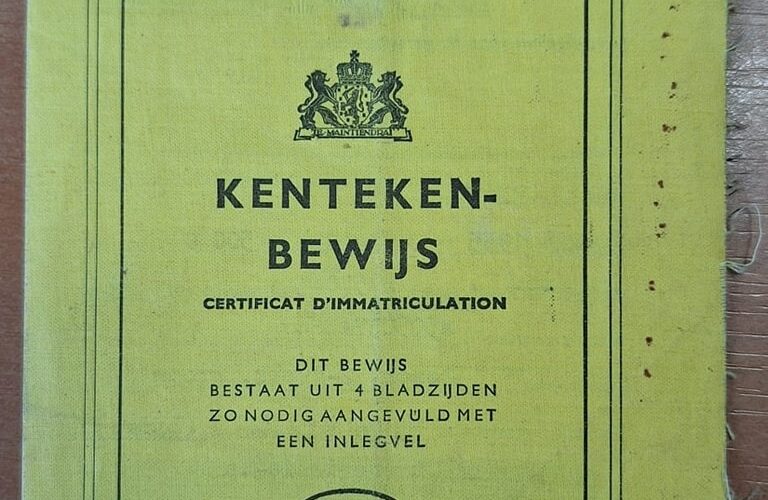 JE MAINTIENDRAI
KENTEKEN-
BEWIJS
CERTIFICAT D'IMMATRICULATION
DIT BEWIJS
BESTAAT UIT 4 BLADZIJDEN
ZO NODIG AANGEVULD MET
EEN INLEGVEL